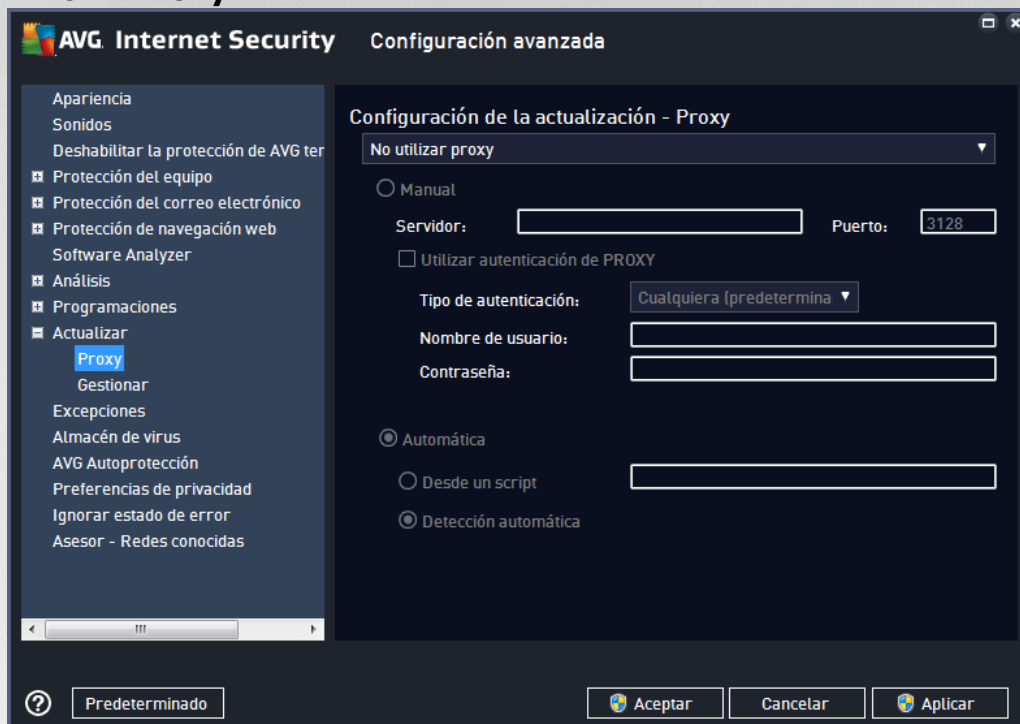 AVG. Internet Security Configuración avanzada
Apariencia
Sonidos
Deshabilitar la protección de AVG ter
Protección del equipo
Protección del correo electrónico
Protección de navegación web
Software Analyzer
Análisis
Programaciones
Actualizar
Proxy
Gestionar
Excepciones
Almacén de virus
AVG Autoprotección
Preferencias de privacidad
Ignorar estado de error
Asesor - Redes conocidas
Configuración de la actualización - Proxy
No utilizar proxy
Manual
Servidor: Puerto: 3128
Utilizar autenticación de PROXY
Tipo de autenticación: Cualquiera (predetermina
Nombre de usuario:
Contraseña:
Automática
Desde un script
Detección automática
Predeterminado Aceptar Cancelar Aplicar